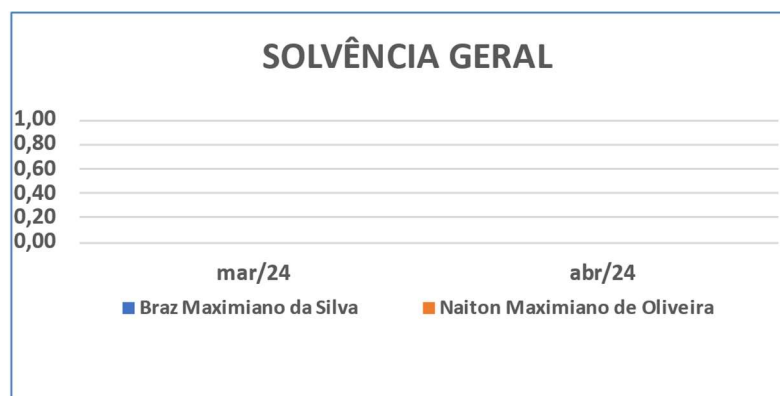 SOLVÊNCIA GERAL
1,00
0,80
0,60
0,40
0,20
0,00
mar/24 abr/24
Braz Maximiano da Silva Naiton Maximiano de Oliveira